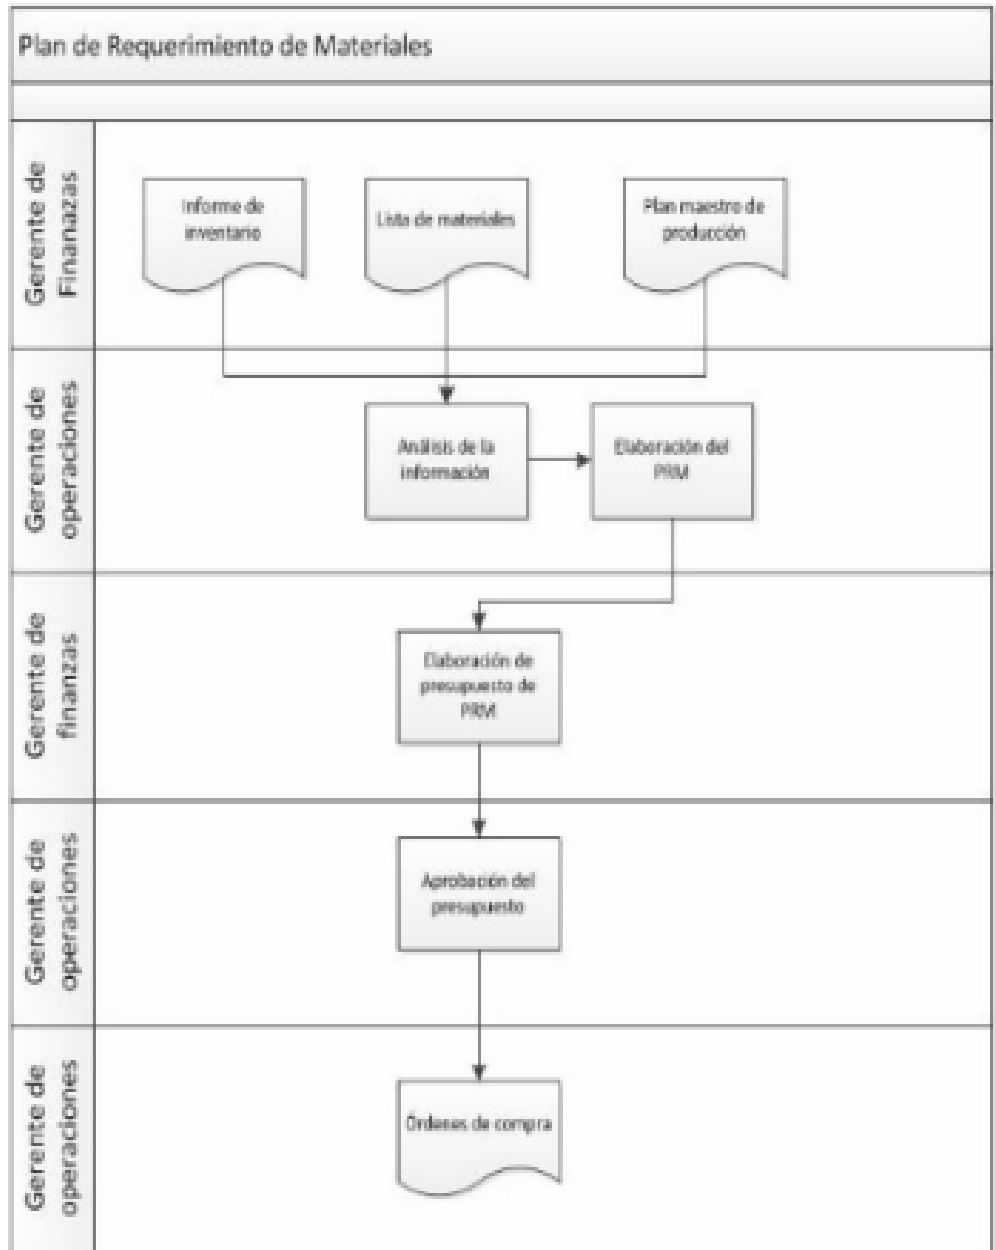 Plan de Requerimiento de Materiales
Gerente de
Finanazas
Informe de
inventario
Lista de materiales
Plan maestro de
producción
Gerente de
operaciones
Análisis de la
información
Elaboración del
PRM
Gerente de
finanzas
Elaboración de
presupuesto de
PRM
Gerente de
operaciones
Aprobación del
presupuesto
Gerente de
operaciones
Órdenes de compra